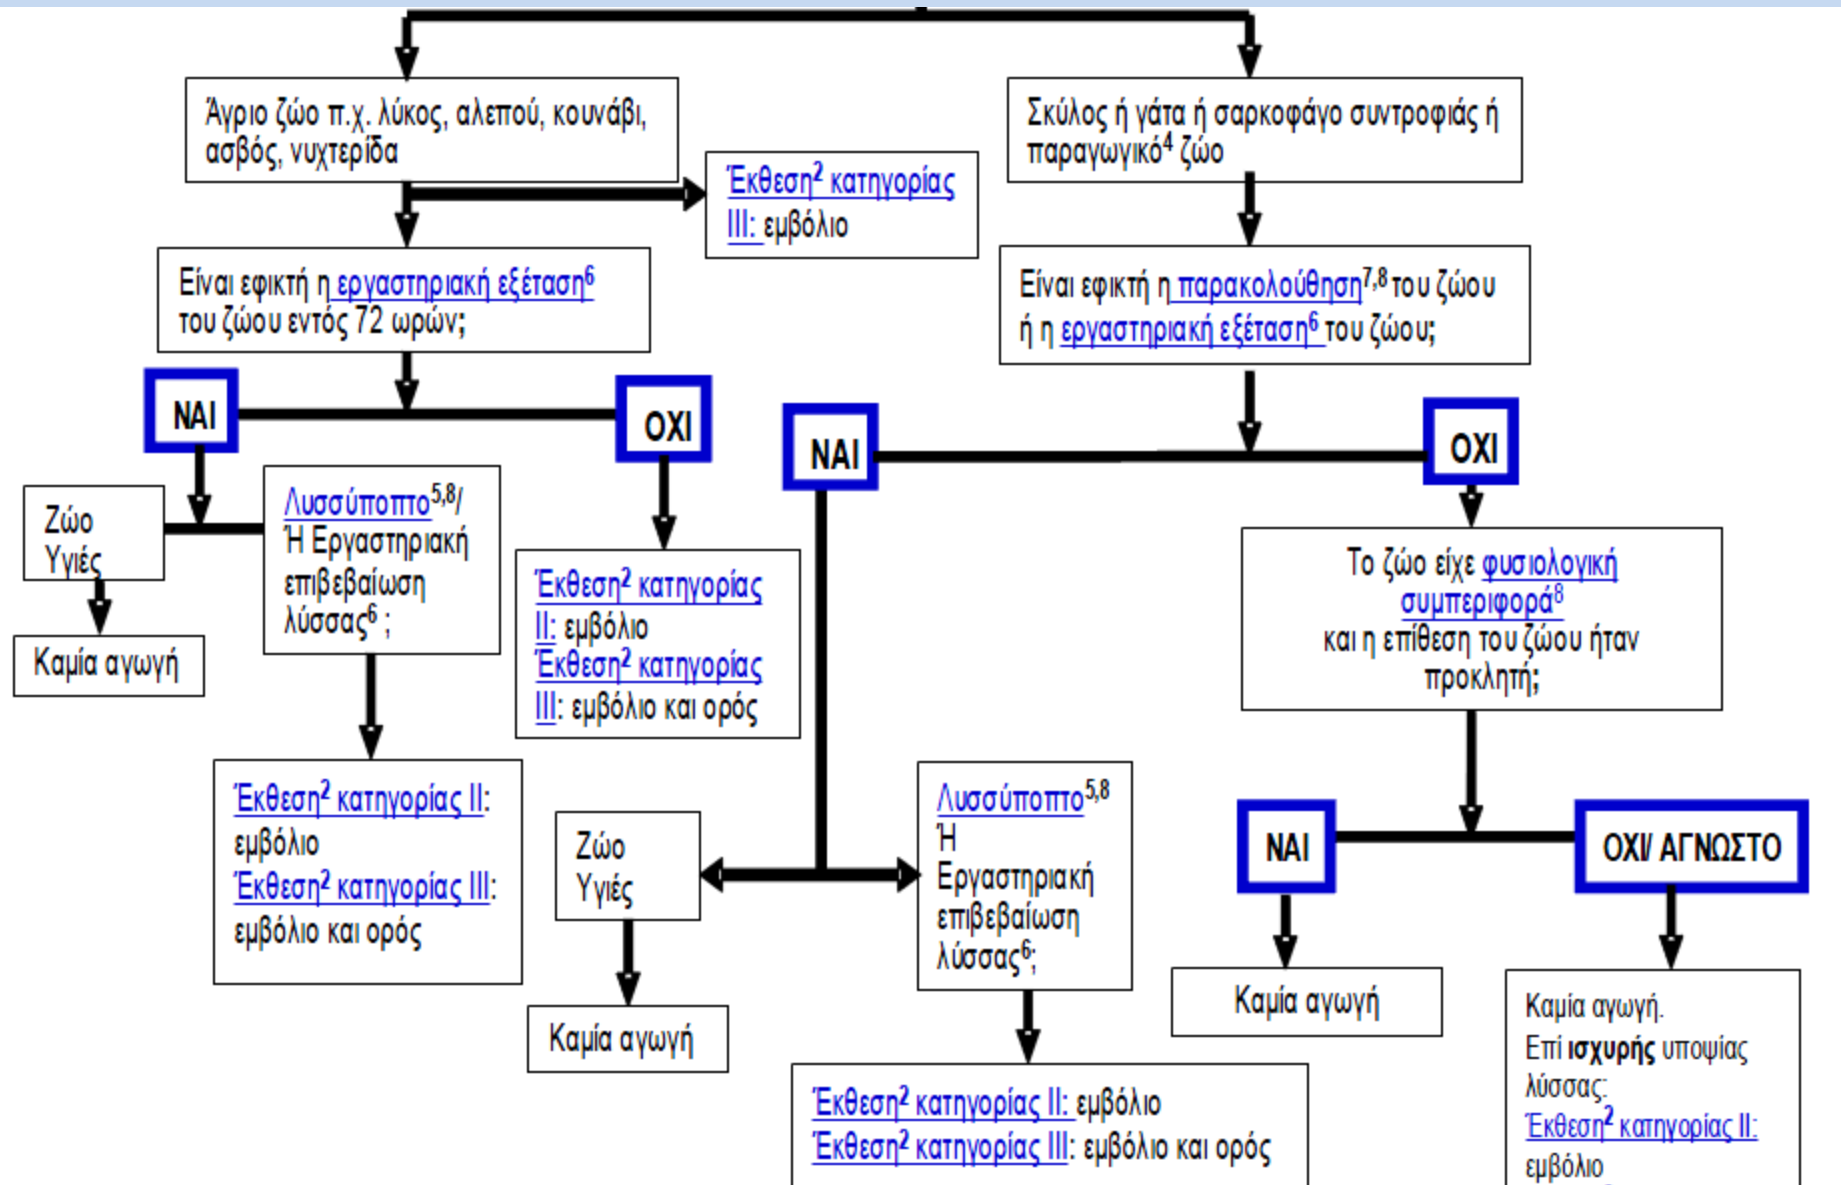 Άγριο ζώο π.χ. λύκος, αλεπού, κουνάβι,
ασβός, νυχτερίδα
Σκύλος ή γάτα ή σαρκοφάγο συντροφιάς ή
παραγωγικό4 ζώο
Έκθεση2 κατηγορίας
III: εμβόλιο
Είναι εφικτή η εργαστηριακή εξέταση6
του ζώου εντός 72 ωρών;
Είναι εφικτή η παρακολούθηση7,8 του ζώου
ή η εργαστηριακή εξέταση6 του ζώου;
ΝΑΙ
ΟΧΙ
ΝΑΙ
ΟΧΙ
Ζώο
Υγιές
Λυσσύποπτο5,8/
Ή Εργαστηριακή
επιβεβαίωση
λύσσας6 ;
Καμία αγωγή
Έκθεση2 κατηγορίας
II: εμβόλιο
Έκθεση2 κατηγορίας
III: εμβόλιο και ορός
Το ζώο είχε φυσιολογική
συμπεριφορά8
και η επίθεση του ζώου ήταν
προκλητή;
Έκθεση2 κατηγορίας II:
εμβόλιο
Έκθεση2 κατηγορίας III:
εμβόλιο και ορός
Ζώο
Υγιές
Λυσσύποπτο5,8
Ή
Εργαστηριακή
επιβεβαίωση
λύσσας6;
ΝΑΙ
ΟΧΙ/ ΑΓΝΩΣΤΟ
Καμία αγωγή
Καμία αγωγή
Έκθεση2 κατηγορίας II: εμβόλιο
Έκθεση2 κατηγορίας III: εμβόλιο και ορός
Καμία αγωγή.
Επί ισχυρής υποψίας
λύσσας:
Έκθεση2 κατηγορίας II:
εμβόλιο